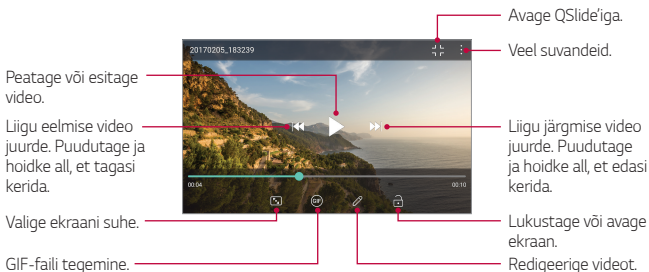 Avage QSlide'iga.
Veel suvandeid.
20170205_183239
Peatage või esitage
video.
Liigu eelmise video
juurde. Puudutage ja
hoidke all, et tagasi
kerida.
Liigu järgmise video
juurde. Puudutage
ja hoidke all, et edasi
kerida.
00:04
00:10
GIF
Valige ekraani suhe.
Lukustage või avage
ekraan.
GIF-faili tegemine.
Redigeerige videot.